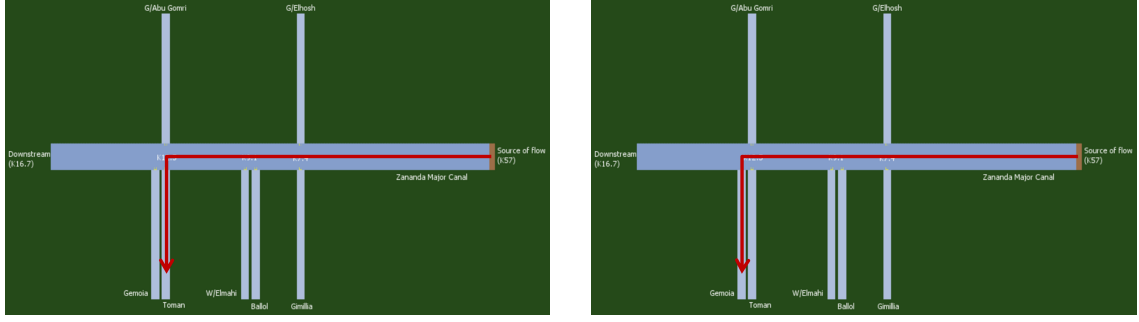 G/Abu Gomri
G/Elhosh
Downstream
(K16.7)
Source of flow
(K57)
Zananda Major Canal
Gemoia
Toman
W/Elmahi
Ballol
Gimillia
G/Abu Gomri
G/Elhosh
Downstream
(K16.7)
Source of flow
(K57)
Zananda Major Canal
Gemoia
Toman
W/Elmahi
Ballol
Gimillia